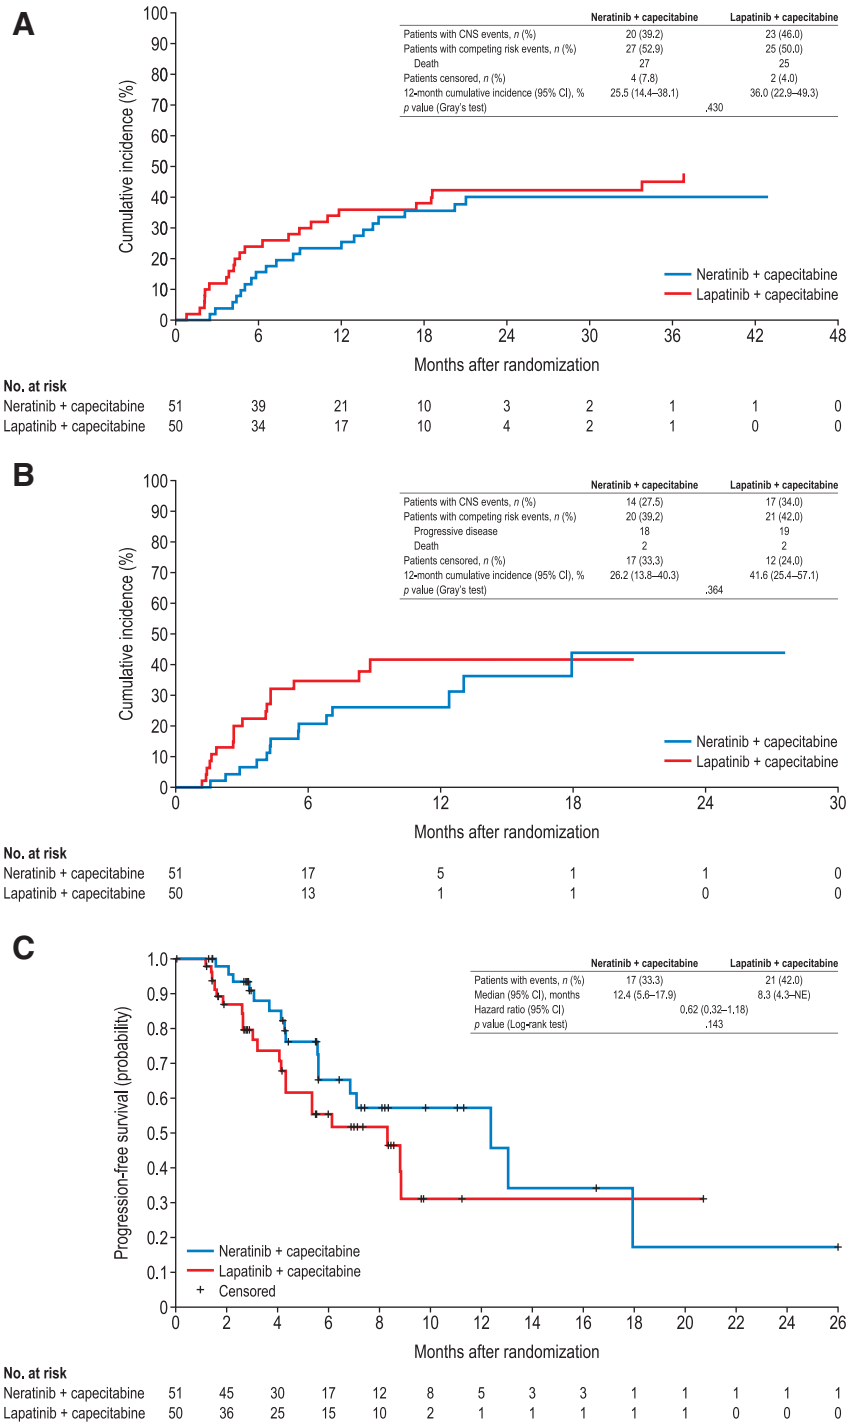 A
100
90
80
70
60
50
40
30
20
10
0
Cumulative incidence (%)
Neratinib + capecitabine Lapatinib + capecitabine
Patients with CNS events, n (%) 20 (39.2) 23 (46.0)
Patients with competing risk events, n (%) 27 (52.9) 25 (50.0)
Death 27 25
Patients censored, n (%) 4 (7.8) 2 (4.0)
12-month cumulative incidence (95% CI), % 25.5 (14.4–38.1) 36.0 (22.9–49.3)
p value (Gray's test) .430
Neratinib + capecitabine
Lapatinib + capecitabine
0 6 12 18 24 30 36 42 48
Months after randomization
No. at risk
Neratinib + capecitabine 51 39 21 10 3 2 1 1 0
Lapatinib + capecitabine 50 34 17 10 4 2 1 0 0
B
100
90
80
70
60
50
40
30
20
10
0
Cumulative incidence (%)
Neratinib + capecitabine Lapatinib + capecitabine
Patients with CNS events, n (%) 14 (27.5) 17 (34.0)
Patients with competing risk events, n (%) 20 (39.2) 21 (42.0)
Progressive disease 18 19
Death 2 2
Patients censored, n (%) 17 (33.3) 12 (24.0)
12-month cumulative incidence (95% CI), % 26.2 (13.8–40.3) 41.6 (25.4–57.1)
p value (Gray's test) .364
Neratinib + capecitabine
Lapatinib + capecitabine
0 6 12 18 24 30
Months after randomization
No. at risk
Neratinib + capecitabine 51 17 5 1 1 0
Lapatinib + capecitabine 50 13 1 1 0 0
C
1.0
0.9
0.8
0.7
0.6
0.5
0.4
0.3
0.2
0.1
0
Progression-free survival (probability)
Neratinib + capecitabine Lapatinib + capecitabine
Patients with events, n (%) 17 (33.3) 21 (42.0)
Median (95% CI), months 12.4 (5.6–17.9) 8.3 (4.3–NE)
Hazard ratio (95% CI) 0.62 (0.32–1.18)
p value (Log-rank test) .143
Neratinib + capecitabine
Lapatinib + capecitabine
+ Censored
0 2 4 6 8 10 12 14 16 18 20 22 24 26
Months after randomization
No. at risk
Neratinib + capecitabine 51 45 30 17 12 8 5 3 3 1 1 1 1 1
Lapatinib + capecitabine 50 36 25 15 10 2 1 1 1 1 1 0 0 0